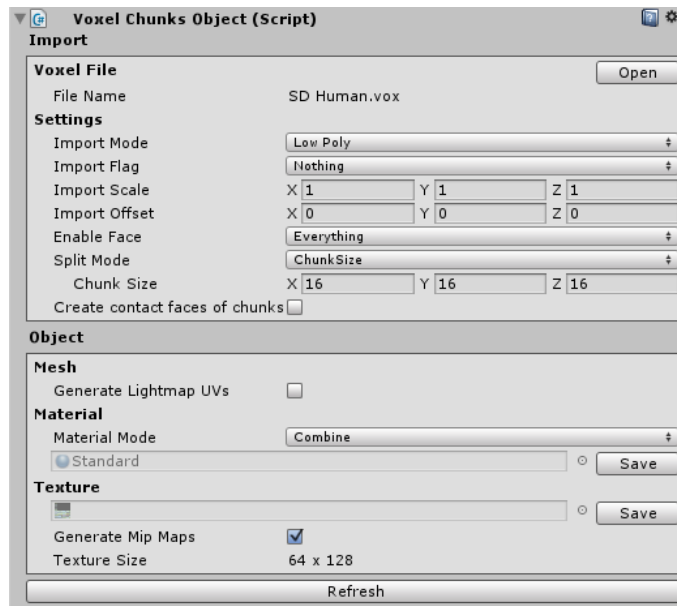 Voxel Chunks Object (Script)
Import
Voxel File Open
File Name SD Human.vox
Settings
Import Mode Low Poly
Import Flag Nothing
Import Scale X 1 Y 1 Z 1
Import Offset X 0 Y 0 Z 0
Enable Face Everything
Split Mode ChunkSize
Chunk Size X 16 Y 16 Z 16
Create contact faces of chunks
Object
Mesh
Generate Lightmap UVs
Material
Material Mode Combine
Standard Save
Texture
Save
Generate Mip Maps
Texture Size 64 x 128
Refresh